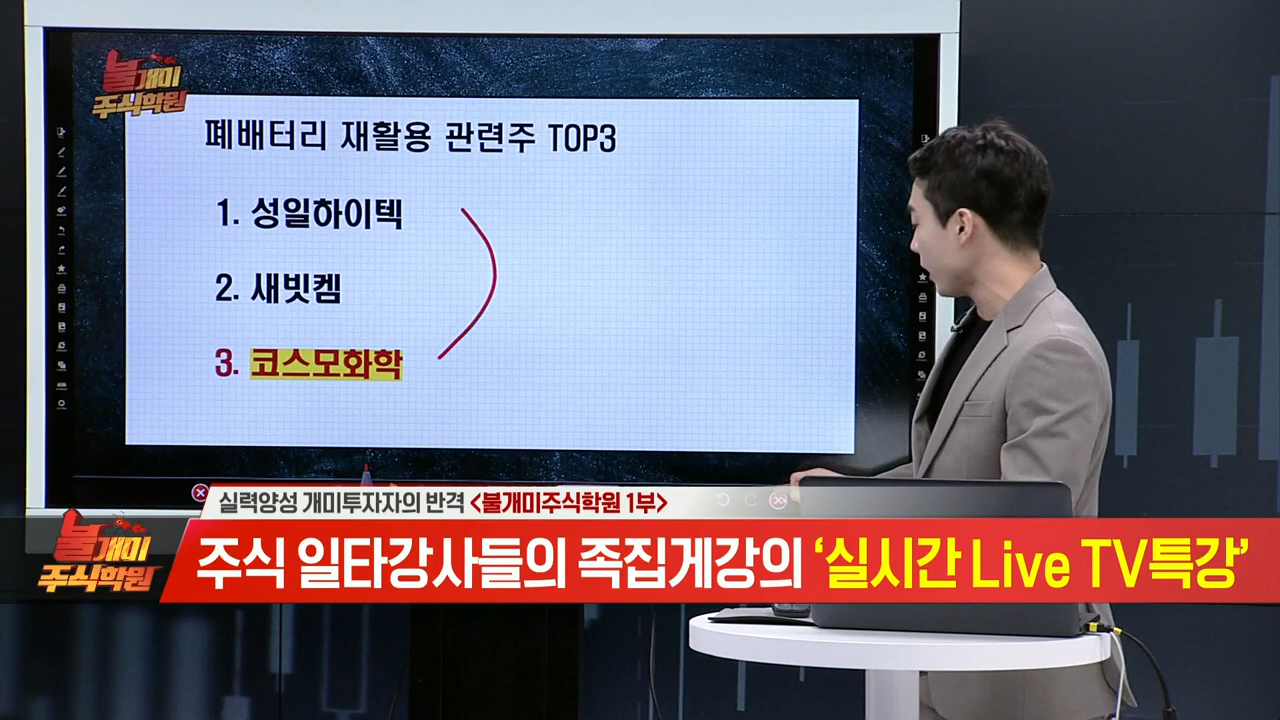 불개미
주식학원
폐배터리 재활용 관련주 TOP3
1. 성일하이텍
2. 새빗켐
3. 코스모화학
실력양성 개미투자자의 반격 <불개미주식학원 1부>
불개미
주식학원
주식 일타강사들의 족집게강의 ‘실시간 Live TV특강’